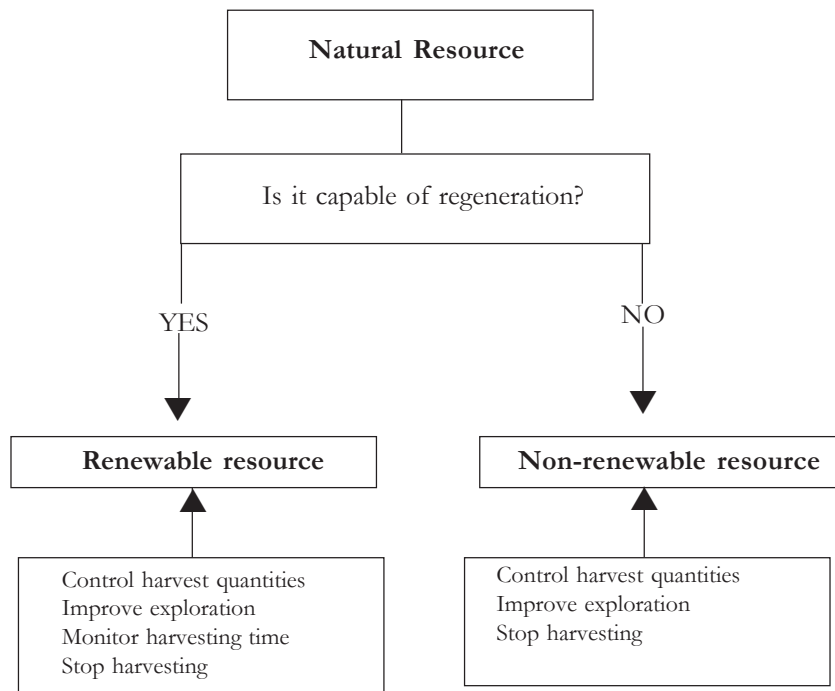 Natural Resource
Is it capable of regeneration?
YES
NO
Renewable resource
Non-renewable resource
Control harvest quantities
Improve exploration
Monitor harvesting time
Stop harvesting
Control harvest quantities
Improve exploration
Stop harvesting